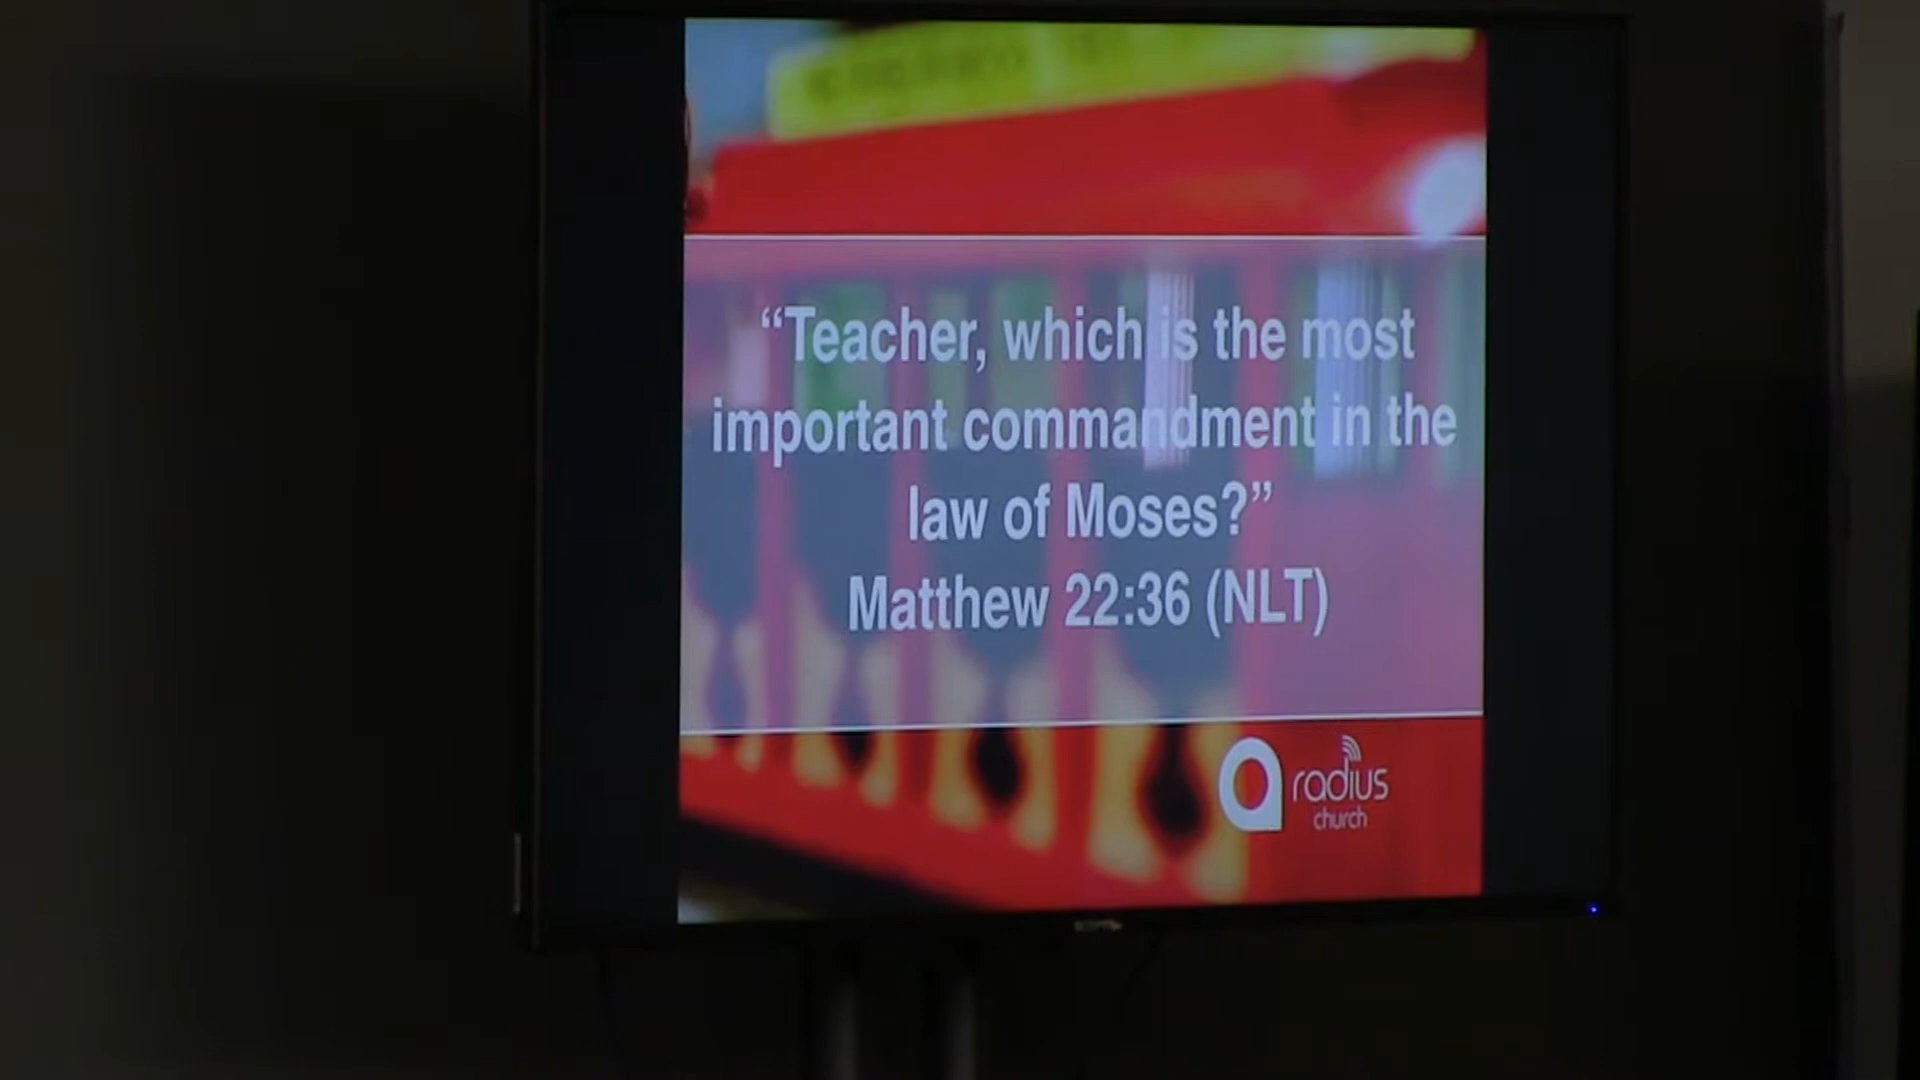 “Teacher, which is the most
important commandment in the
law of Moses?”
Matthew 22:36 (NLT)
radius
church